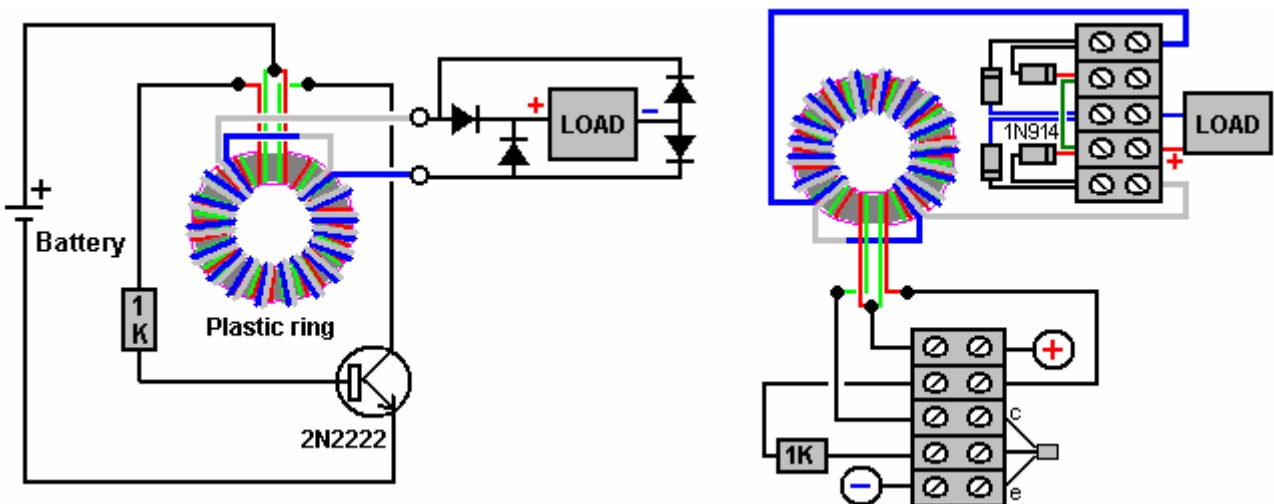 +
Battery
1
K
Plastic ring
2N2222
+
LOAD
−
1N914
LOAD
+
+
c
1K
−
e